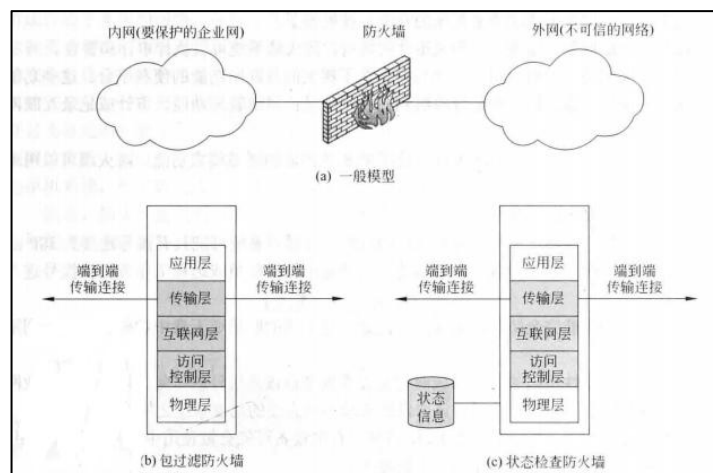 内网(要保护的企业网)
防火墙
外网(不可信的网络)
(a) 一般模型
应用层
端到端
传输连接
端到端
传输连接
传输层
互联网层
访问
控制层
物理层
(b) 包过滤防火墙
应用层
端到端
传输连接
端到端
传输连接
传输层
互联网层
访问
控制层
物理层
状态
信息
(c) 状态检查防火墙